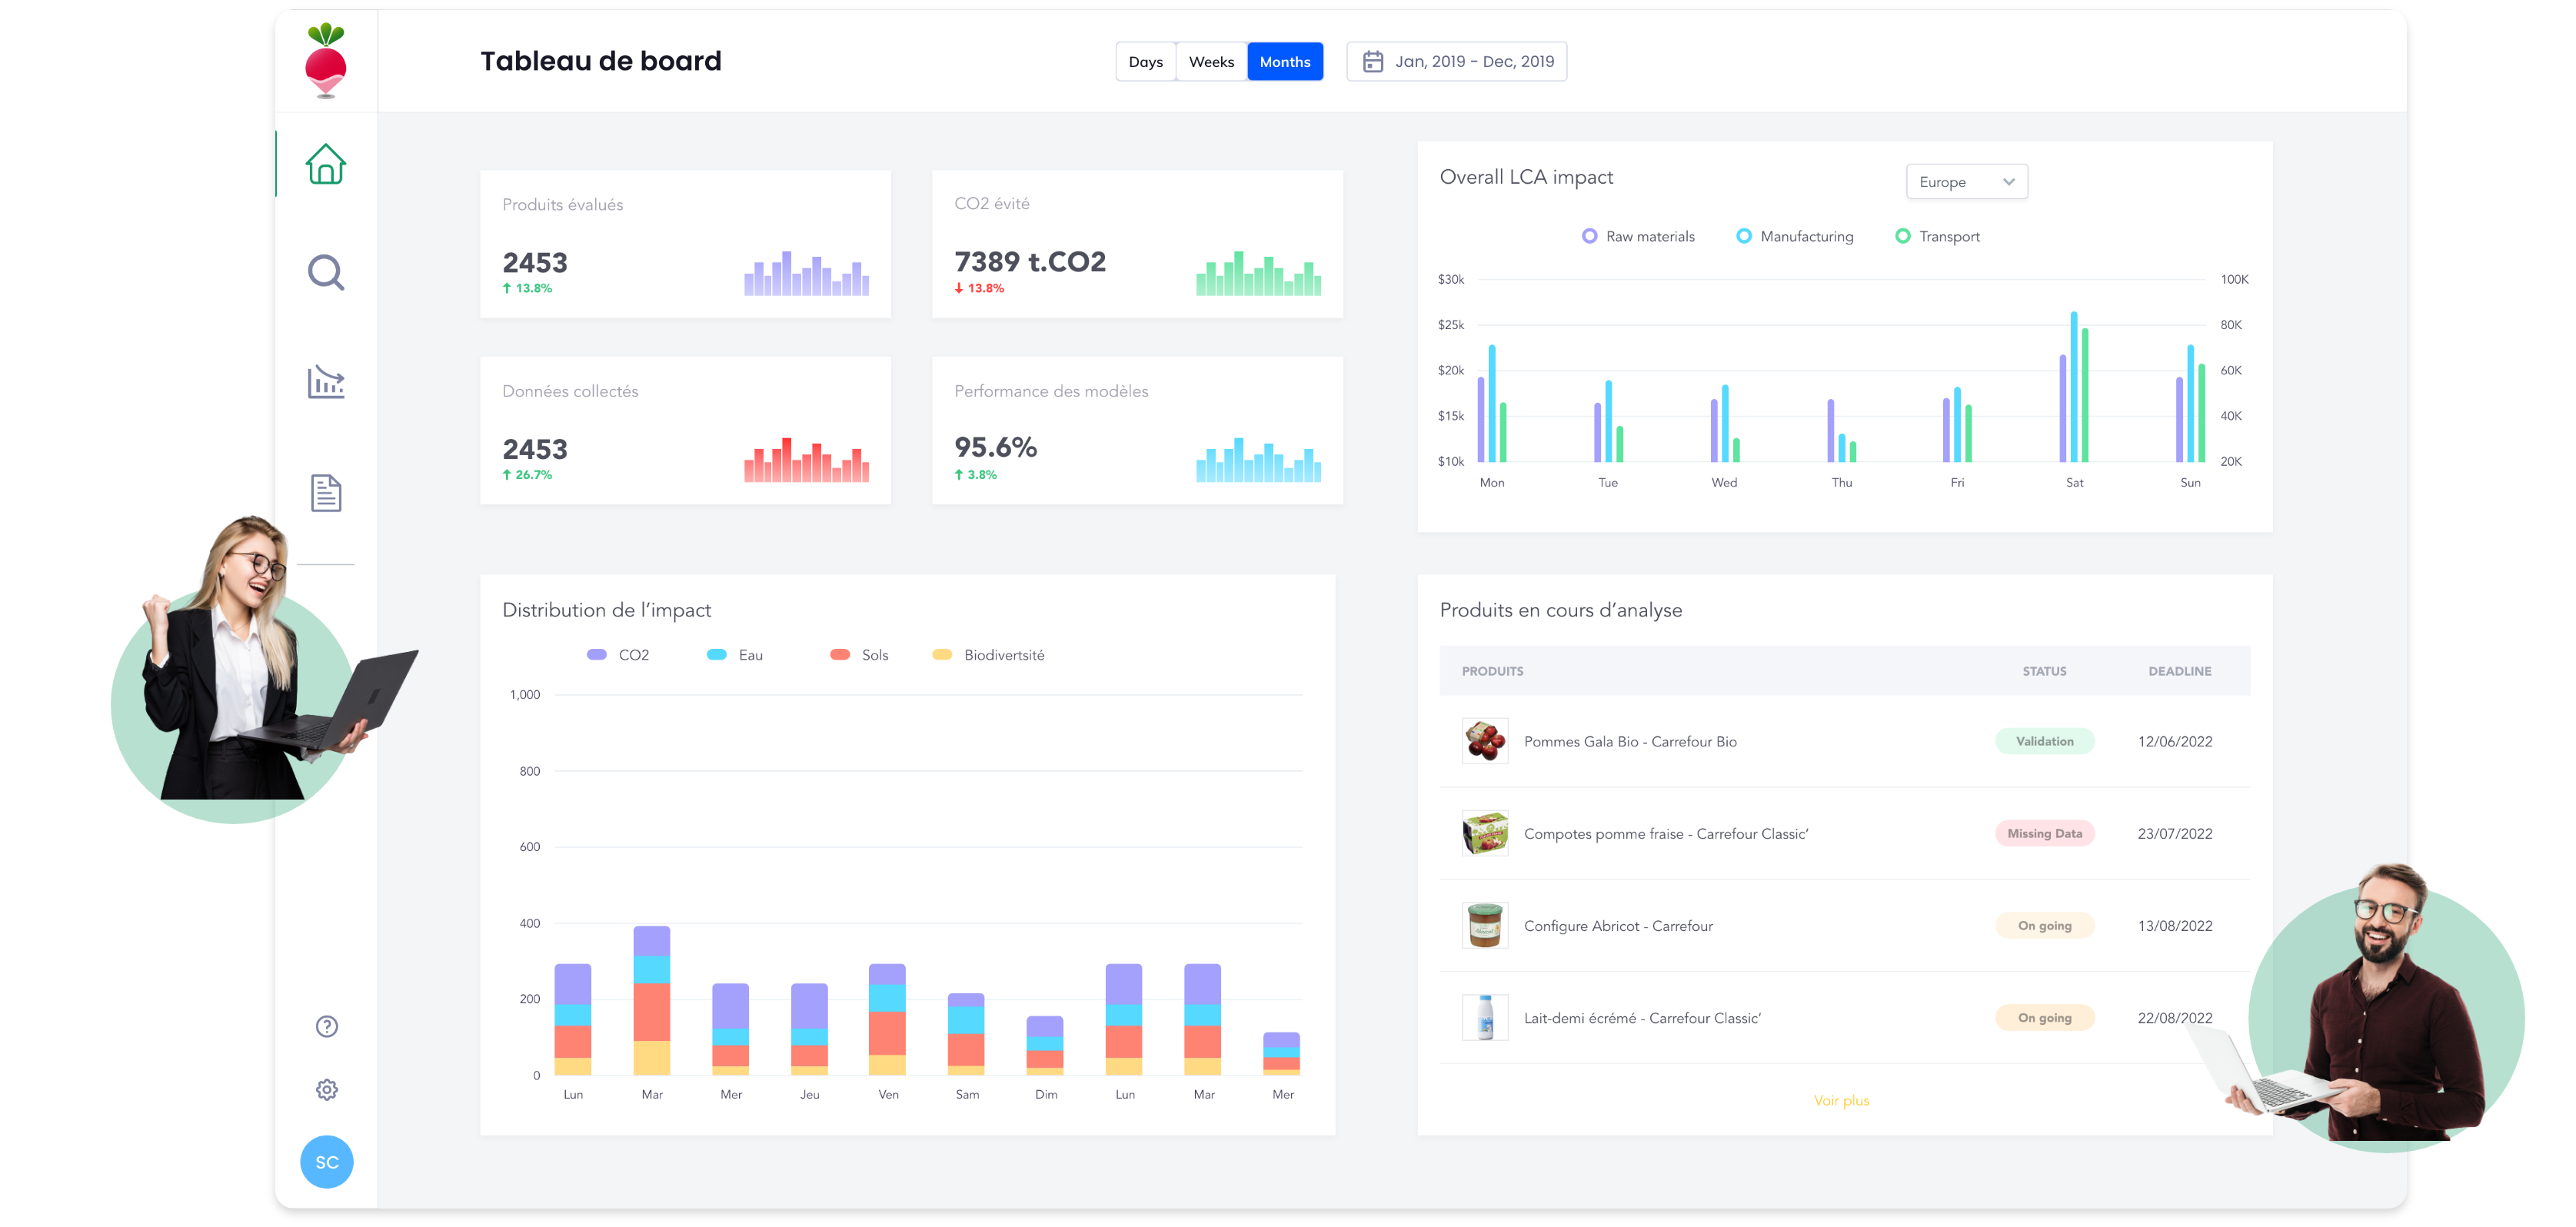 Tableau de board
Days Weeks Months Jan, 2019 - Dec, 2019
Produits évalués
2453
↑ 13.8%
CO2 évité
7389 t.CO2
↓ 13.8%
Données collectés
2453
↑ 26.7%
Performance des modèles
95.6%
↑ 3.8%
Overall LCA impact
Europe
Raw materials Manufacturing Transport
$30k 100K
$25k 80K
$20k 60K
$15k 40K
$10k 20K
Mon Tue Wed Thu Fri Sat Sun
Distribution de l’impact
CO2 Eau Sols Biodivertsité
1,000
800
600
400
200
0
Lun Mar Mer Jeu Ven Sam Dim Lun Mar Mer
Produits en cours d’analyse
PRODUITS STATUS DEADLINE
Pommes Gala Bio - Carrefour Bio Validation 12/06/2022
Compotes pomme fraise - Carrefour Classic’ Missing Data 23/07/2022
Configure Abricot - Carrefour On going 13/08/2022
Lait-demi écrémé - Carrefour Classic’ On going 22/08/2022
Voir plus
SC